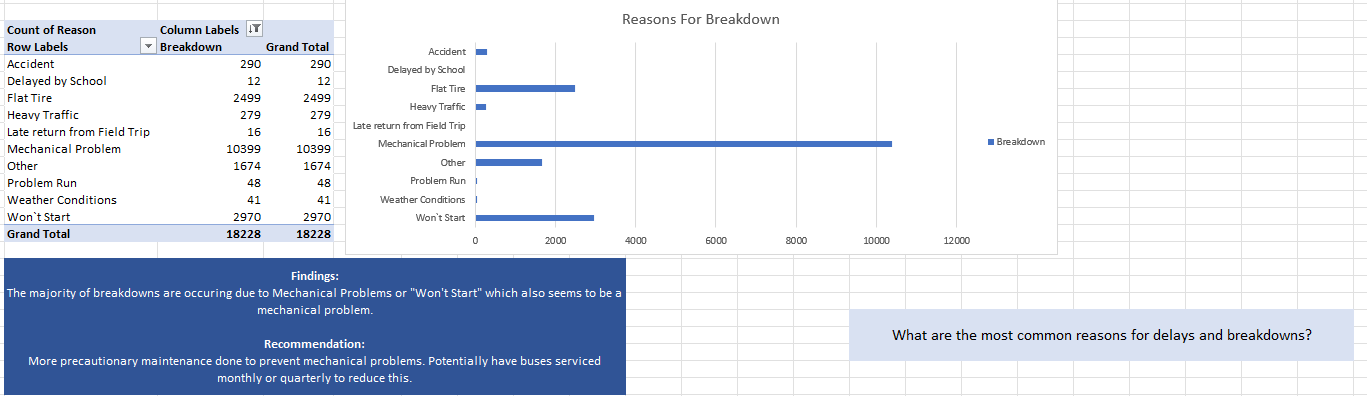 Count of Reason Column Labels
Row Labels Breakdown Grand Total
Accident 290 290
Delayed by School 12 12
Flat Tire 2499 2499
Heavy Traffic 279 279
Late return from Field Trip 16 16
Mechanical Problem 10399 10399
Other 1674 1674
Problem Run 48 48
Weather Conditions 41 41
Won`t Start 2970 2970
Grand Total 18228 18228
Reasons For Breakdown
Accident
Delayed by School
Flat Tire
Heavy Traffic
Late return from Field Trip
Mechanical Problem
Other
Problem Run
Weather Conditions
Won`t Start
0 2000 4000 6000 8000 10000 12000
Breakdown
Findings:
The majority of breakdowns are occuring due to Mechanical Problems or "Won't Start" which also seems to be a
mechanical problem.
Recommendation:
More precautionary maintenance done to prevent mechanical problems. Potentially have buses serviced
monthly or quarterly to reduce this.
What are the most common reasons for delays and breakdowns?